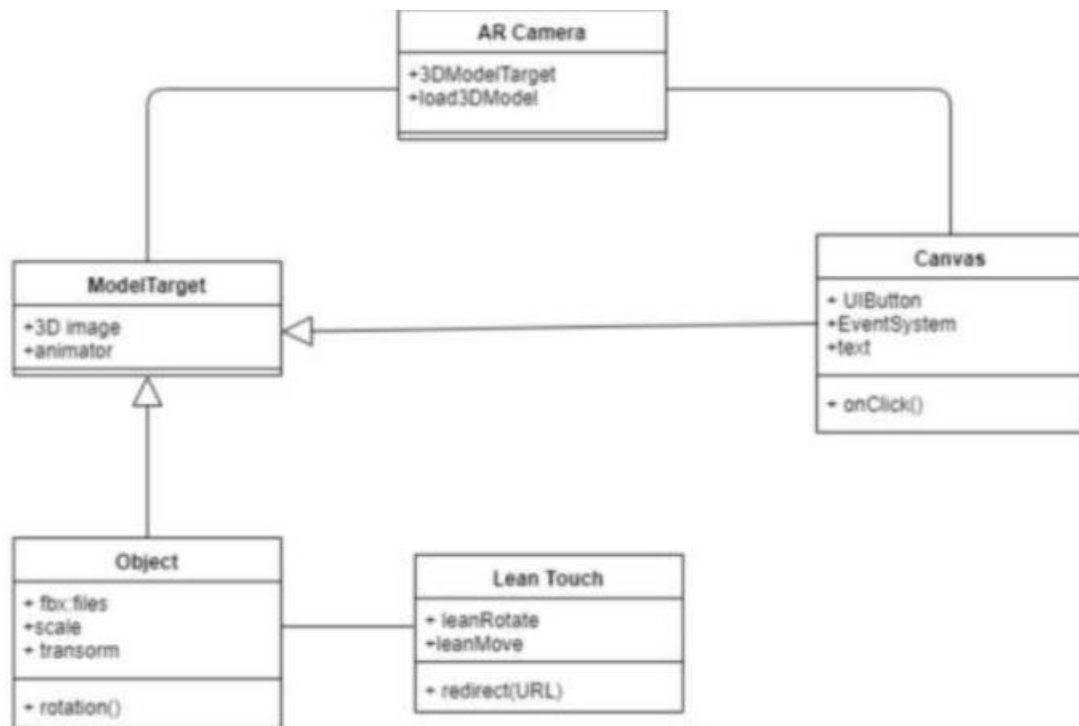 AR Camera
+3DModelTarget
+load3DModel
ModelTarget
+3D image
+animator
Canvas
+ UIButton
+EventSystem
+text
+ onClick()
Object
+ fbx:files
+scale
+ transorm
+ rotation()
Lean Touch
+ leanRotate
+leanMove
+ redirect(URL)